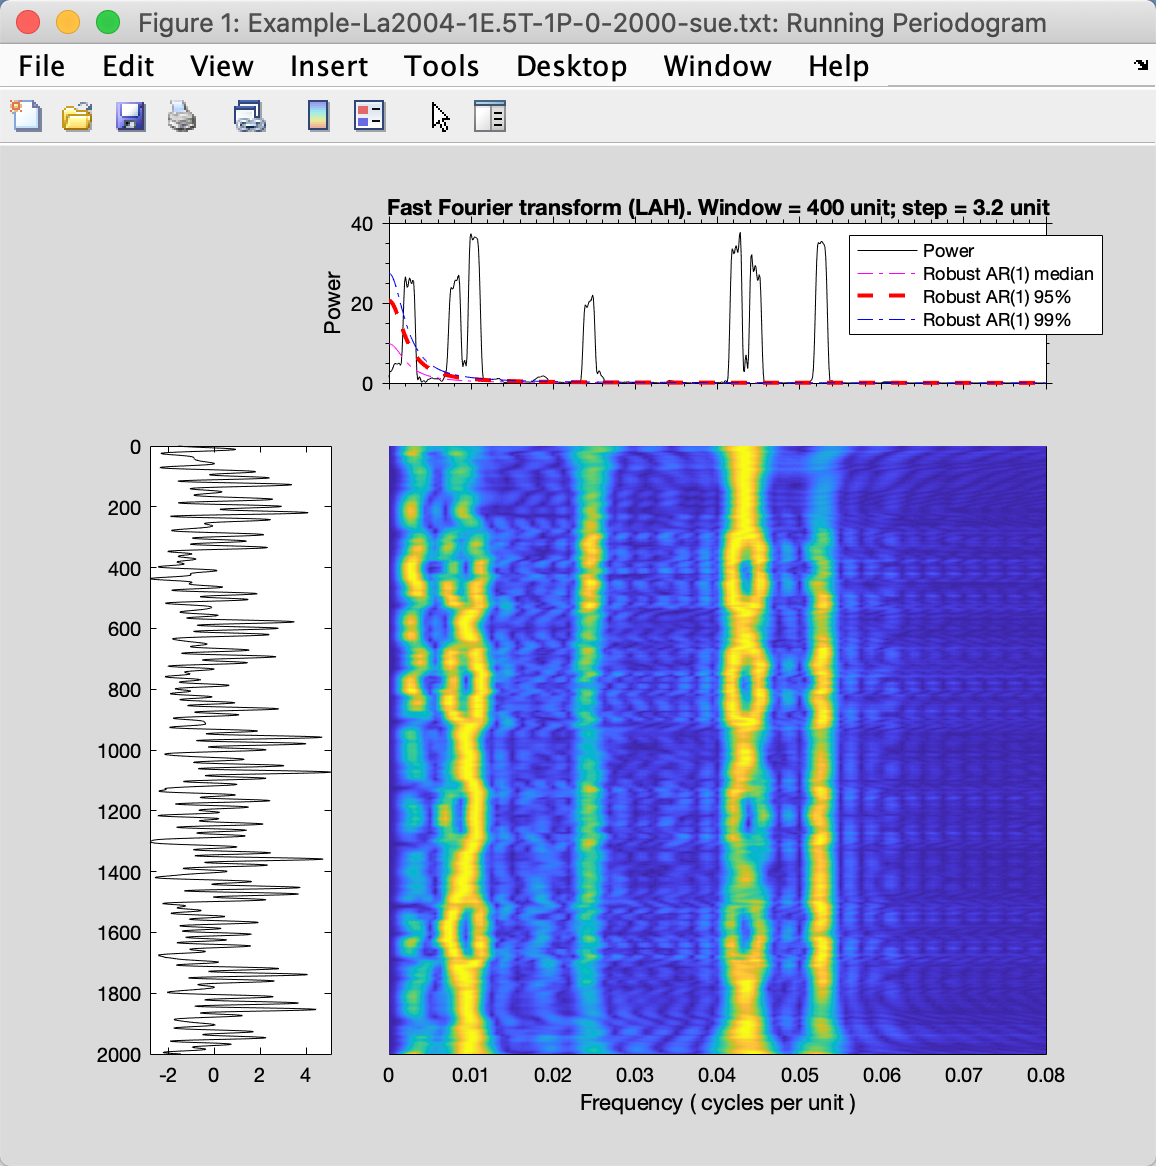 Figure 1: Example-La2004-1E.5T-1P-0-2000-sue.txt: Running Periodogram
File Edit View Insert Tools Desktop Window Help
Fast Fourier transform (LAH). Window = 400 unit; step = 3.2 unit
40
20
0
Power
Power
Robust AR(1) median
Robust AR(1) 95%
Robust AR(1) 99%
0
200
400
600
800
1000
1200
1400
1600
1800
2000
-2 0 2 4
0 0.01 0.02 0.03 0.04 0.05 0.06 0.07 0.08
Frequency ( cycles per unit )